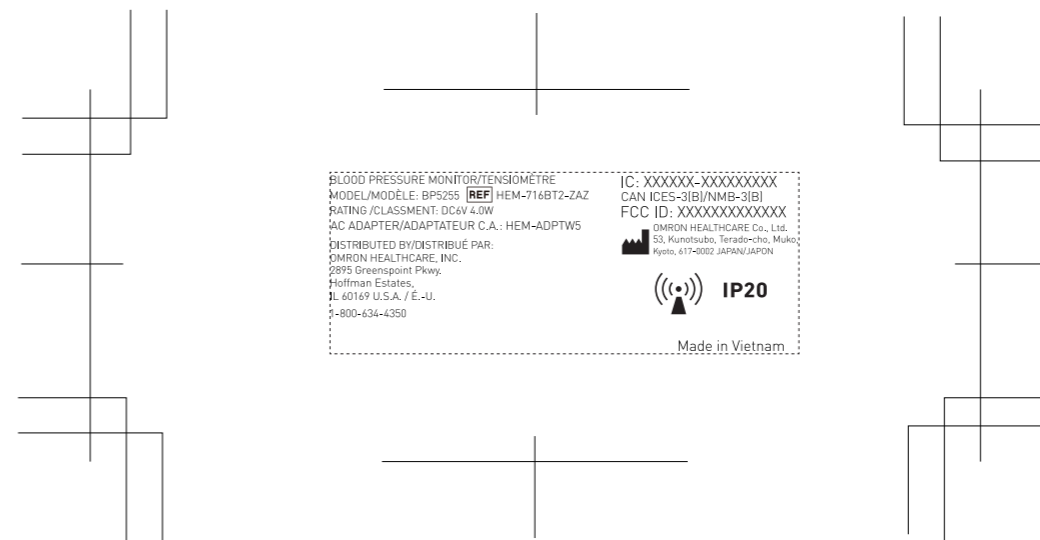 BLOOD PRESSURE MONITOR/TENSIOMÈTRE
MODEL/MODÈLE: BP5255 REF HEM-716BT2-ZAZ
RATING /CLASSMENT: DC6V 4.0W
AC ADAPTER/ADAPTATEUR C.A.: HEM-ADPTW5
DISTRIBUTED BY/DISTRIBUÉ PAR:
OMRON HEALTHCARE, INC.
2895 Greenspoint Pkwy.
Hoffman Estates,
IL 60169 U.S.A. / É.-U.
1-800-634-4350
IC: XXXXXX-XXXXXXXXX
CAN ICES-3(B)/NMB-3(B)
FCC ID: XXXXXXXXXXXXX
OMRON HEALTHCARE Co., Ltd.
53, Kunotsubo, Terado-cho, Muko,
Kyoto, 617-0002 JAPAN/JAPON
IP20
Made in Vietnam